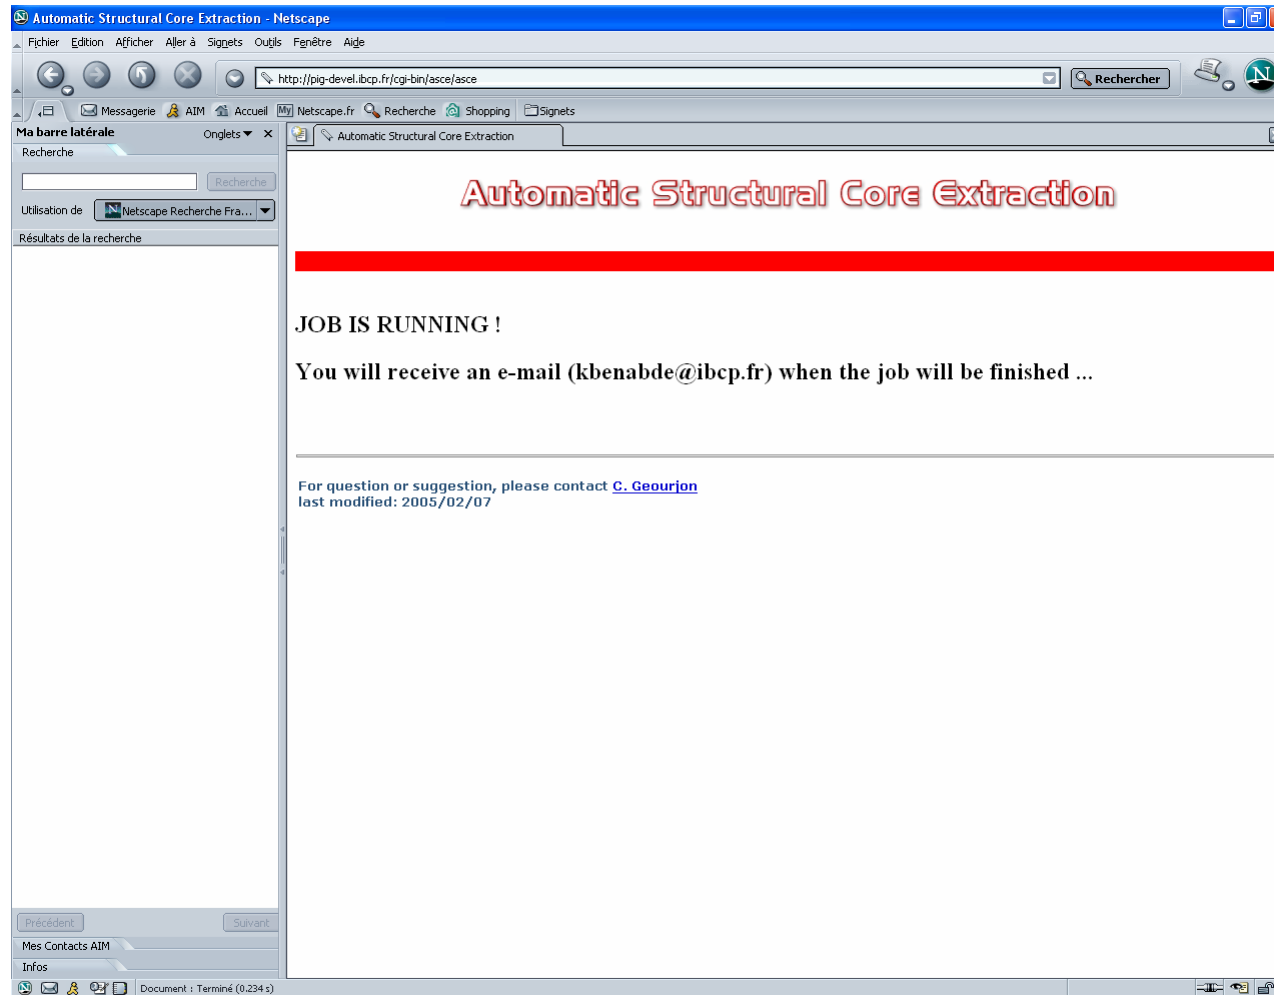 Automatic Structural Core Extraction - Netscape
Fichier Edition Afficher Aller à Signets Outils Fenêtre Aide
http://pig-devel.ibcp.fr/cgi-bin/asce/asce
Rechercher
Messagerie AIM Accueil Netscape.fr Recherche Shopping Signets
Ma barre latérale Onglets
Recherche
Recherche
Utilisation de Netscape Recherche Fra...
Résultats de la recherche
Automatic Structural Core Extraction
Automatic Structural Core Extraction
JOB IS RUNNING !
You will receive an e-mail (kbenabde@ibcp.fr) when the job will be finished ...
For question or suggestion, please contact C. Geourjon
last modified: 2005/02/07
Précédent Suivant
Mes Contacts AIM
Infos
Document : Terminé (0.234 s)